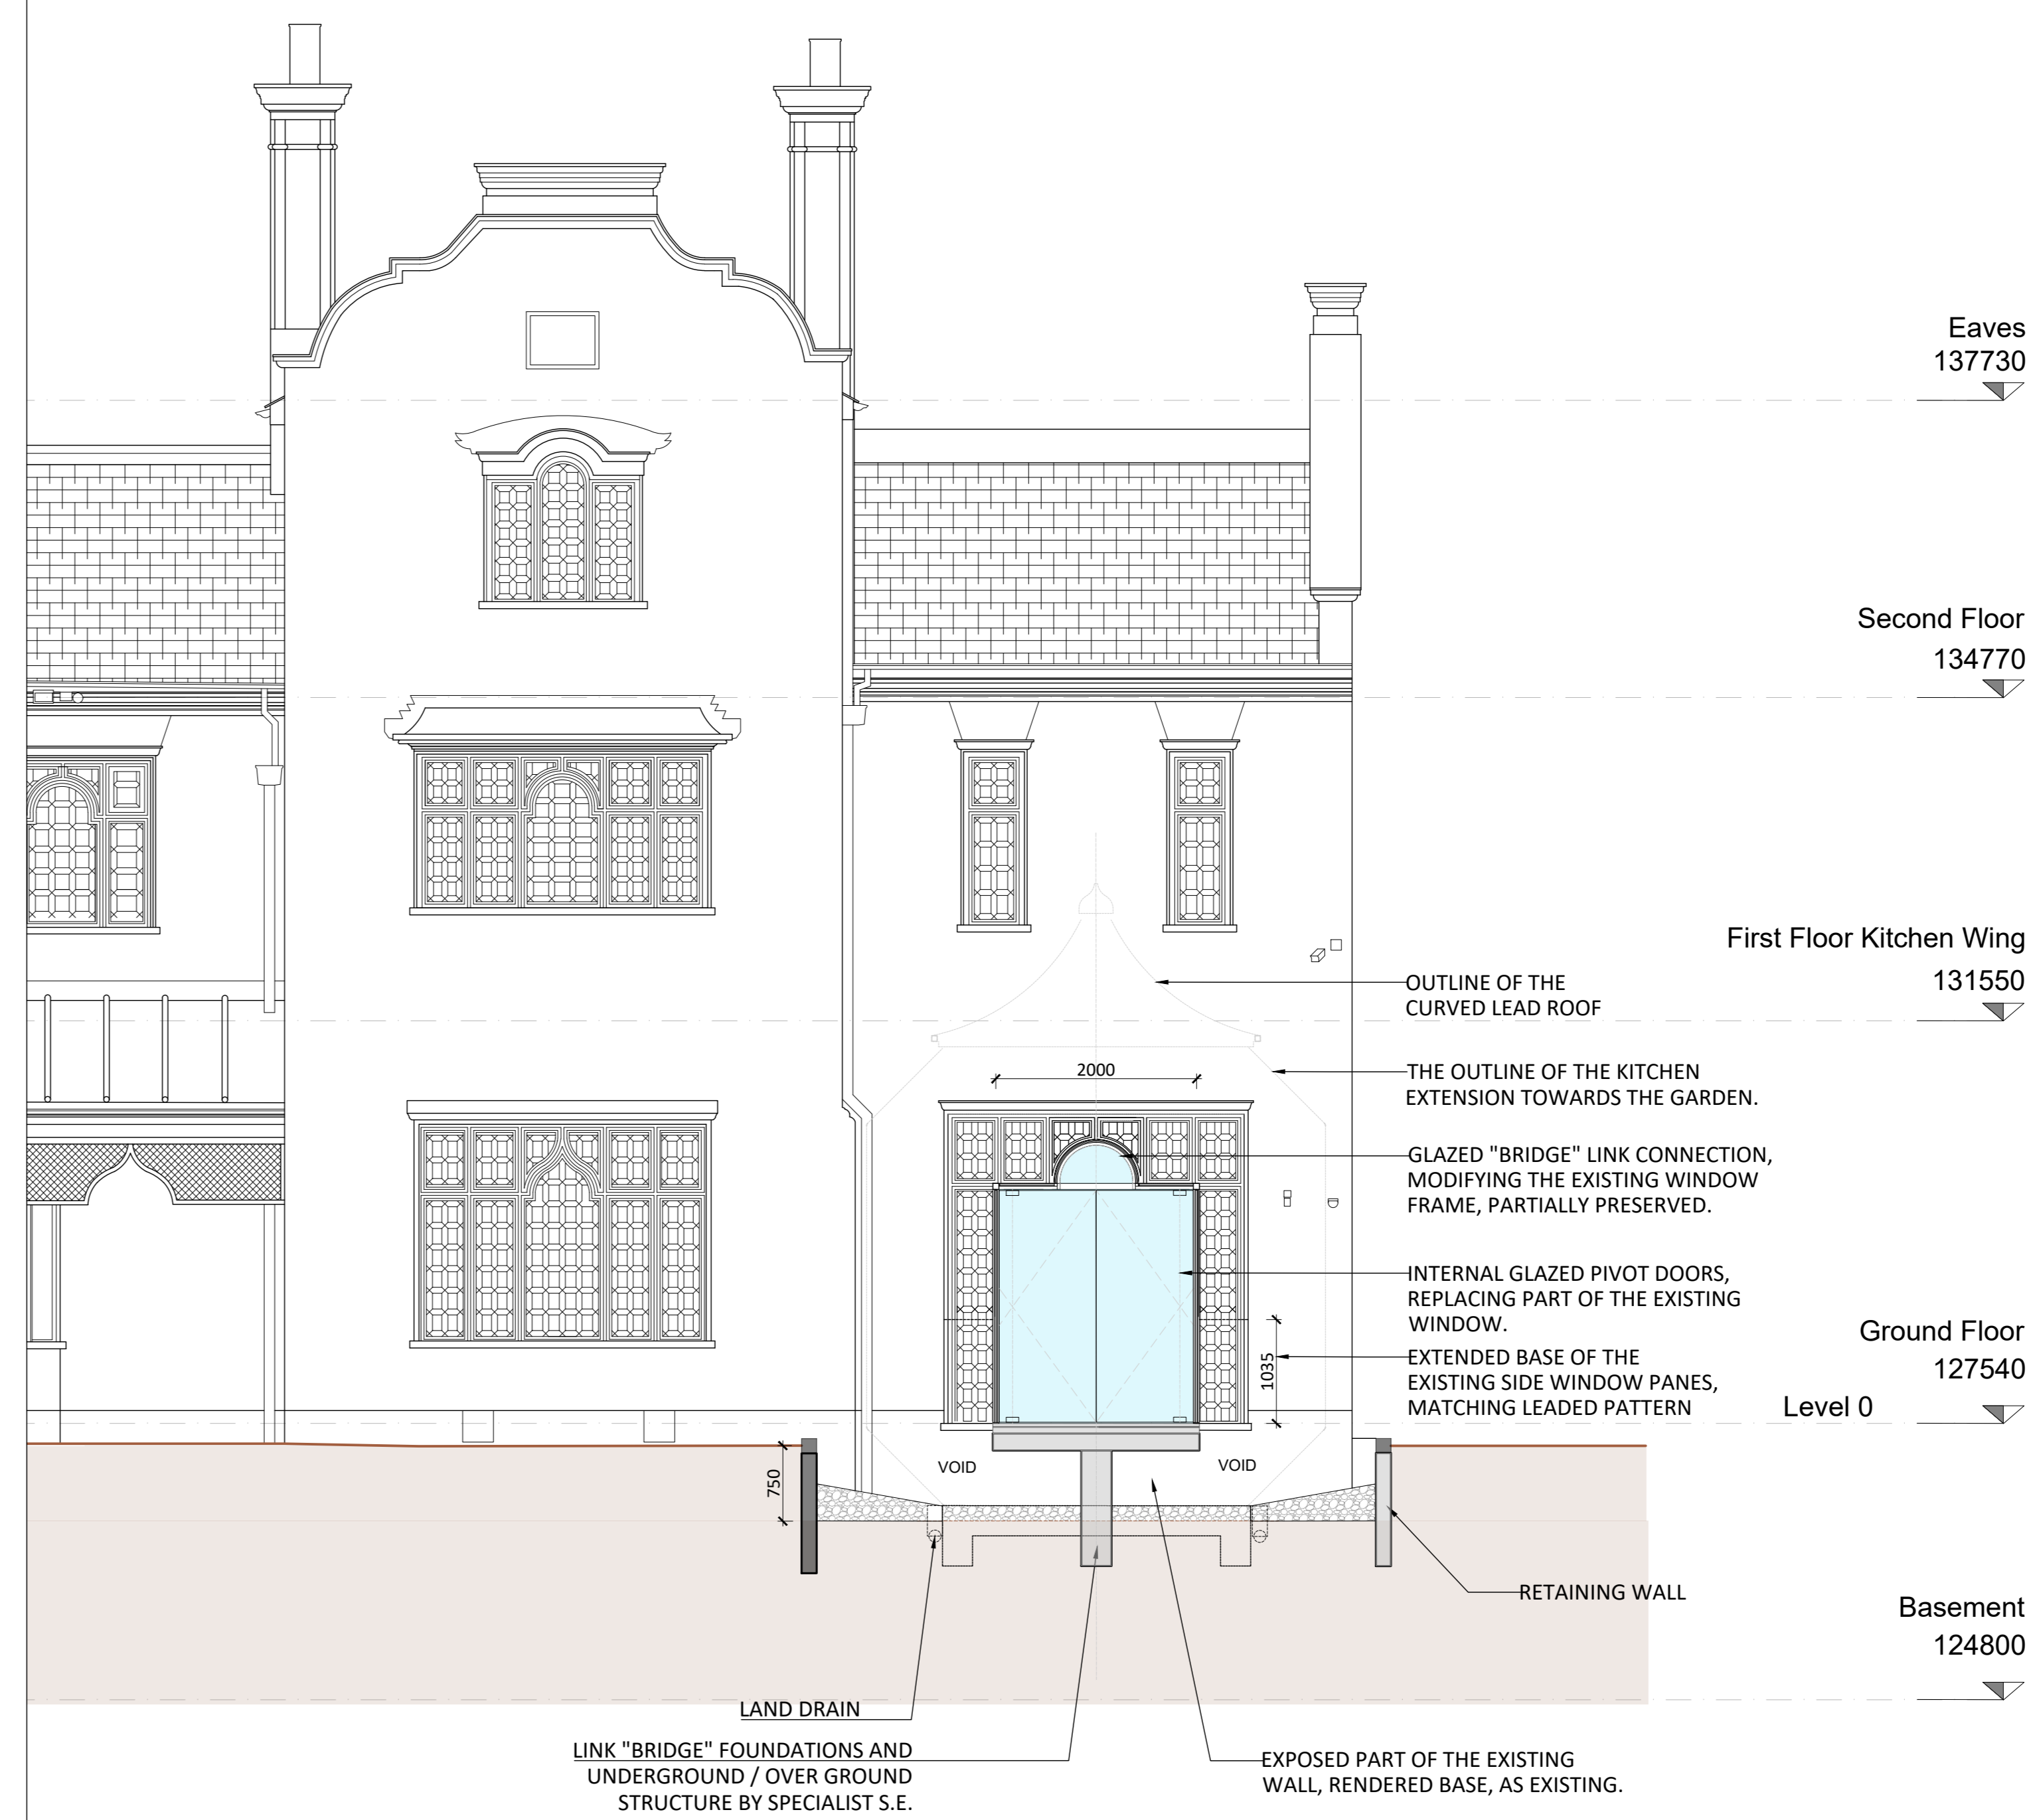 Eaves
137730
Second Floor
134770
First Floor Kitchen Wing
131550
OUTLINE OF THE
CURVED LEAD ROOF
2000
THE OUTLINE OF THE KITCHEN
EXTENSION TOWARDS THE GARDEN.
GLAZED "BRIDGE" LINK CONNECTION,
MODIFYING THE EXISTING WINDOW
FRAME, PARTIALLY PRESERVED.
INTERNAL GLAZED PIVOT DOORS,
REPLACING PART OF THE EXISTING
WINDOW.
Ground Floor
127540
Level 0
1035
EXTENDED BASE OF THE
EXISTING SIDE WINDOW PANES,
MATCHING LEADED PATTERN
750
VOID
VOID
RETAINING WALL
Basement
124800
LAND DRAIN
LINK "BRIDGE" FOUNDATIONS AND
UNDERGROUND / OVER GROUND
STRUCTURE BY SPECIALIST S.E.
EXPOSED PART OF THE EXISTING
WALL, RENDERED BASE, AS EXISTING.